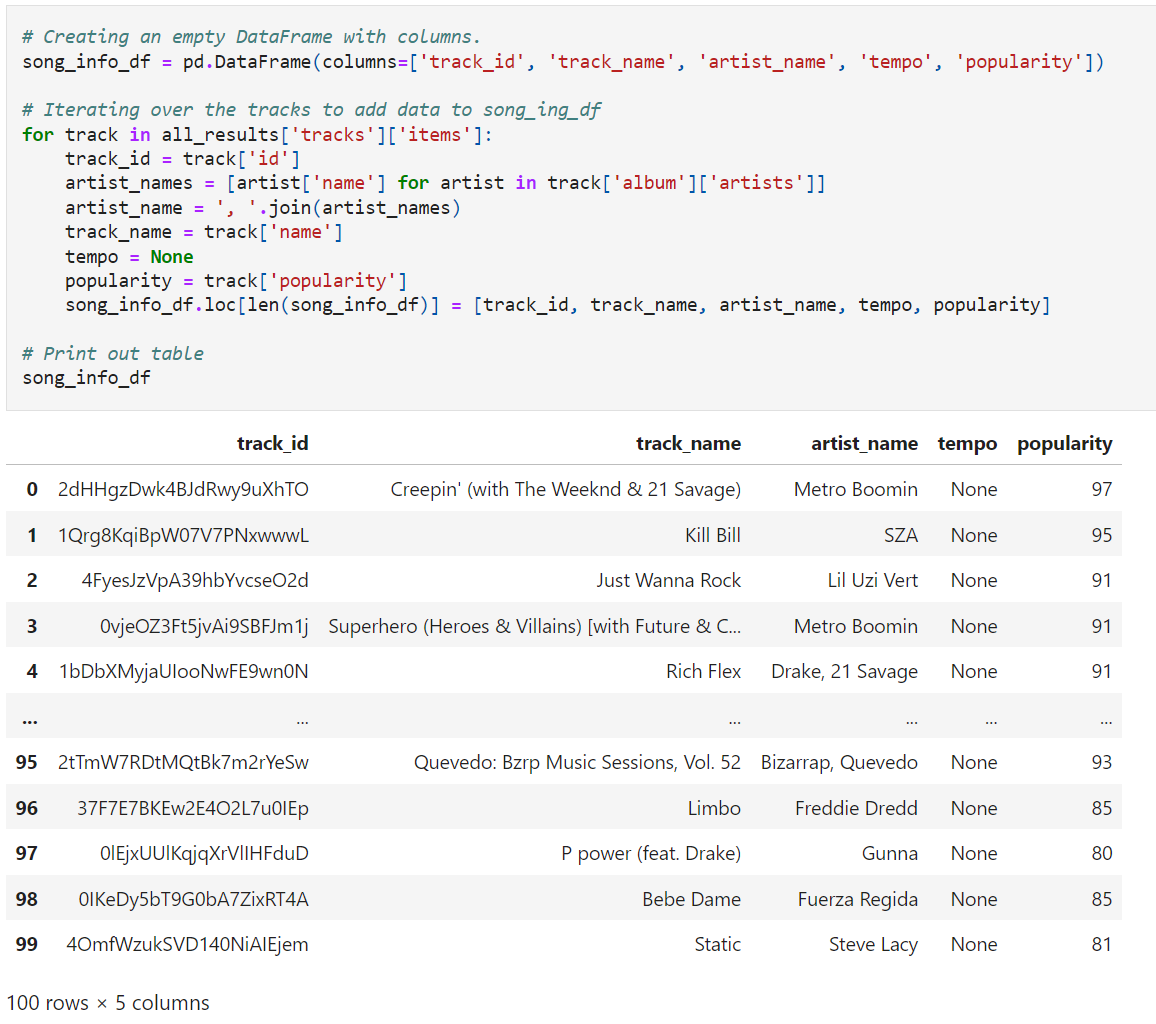 # Creating an empty DataFrame with columns.
song_info_df = pd.DataFrame(columns=['track_id', 'track_name', 'artist_name', 'tempo', 'popularity'])
# Iterating over the tracks to add data to song_ing_df
for track in all_results['tracks']['items']:
    track_id = track['id']
    artist_names = [artist['name'] for artist in track['album']['artists']]
    artist_name = ', '.join(artist_names)
    track_name = track['name']
    tempo = None
    popularity = track['popularity']
    song_info_df.loc[len(song_info_df)] = [track_id, track_name, artist_name, tempo, popularity]
# Print out table
song_info_df
track_id track_name artist_name tempo popularity
0 2dHHgzDwk4BJdRwy9uXhTO Creepin' (with The Weeknd & 21 Savage) Metro Boomin None 97
1 1Qrg8KqiBpW07V7PNxwwwL Kill Bill SZA None 95
2 4FyesJzVpA39hbYvcseO2d Just Wanna Rock Lil Uzi Vert None 91
3 0vjeOZ3Ft5jvAi9SBFJm1j Superhero (Heroes & Villains) [with Future & C... Metro Boomin None 91
4 1bDbXMyjaUIooNwFE9wn0N Rich Flex Drake, 21 Savage None 91
... ... ... ... ... ...
95 2tTmW7RDtMQtBk7m2rYeSw Quevedo: Bzrp Music Sessions, Vol. 52 Bizarrap, Quevedo None 93
96 37F7E7BKEw2E4O2L7u0IEp Limbo Freddie Dredd None 85
97 0lEjxUUlKqjqXrVlIHFduD P power (feat. Drake) Gunna None 80
98 0IKeDy5bT9G0bA7ZixRT4A Bebe Dame Fuerza Regida None 85
99 4OmfWzukSVD140NiAIEjem Static Steve Lacy None 81
100 rows × 5 columns